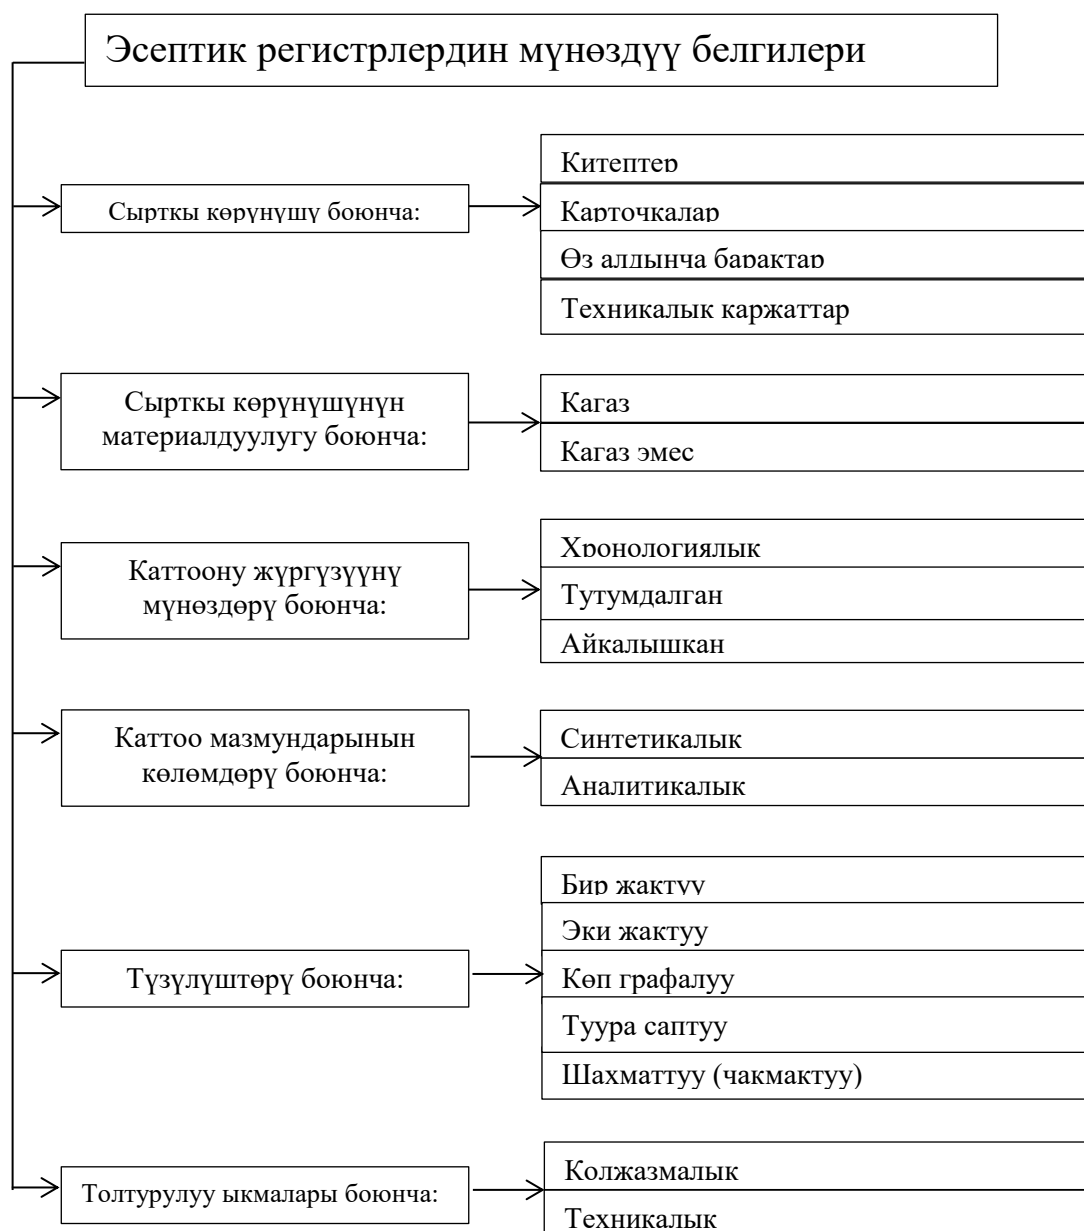 Эсептик регистрлердин мүнөздүү белгилери
Сырткы көрүнүшү боюнча:
Китептер
Карточкалар
Өз алдынча барактар
Техникалык каржаттар
Сырткы көрүнүшүнүн
материалдуулугу боюнча:
Кагаз
Кагаз эмес
Каттоону жүргүзүүнү
мүнөздөрү боюнча:
Хронологиялык
Тутумдалган
Айкалышкан
Каттоо мазмундарынын
көлөмдөрү боюнча:
Синтетикалык
Аналитикалык
Түзүлүштөрү боюнча:
Бир жактуу
Эки жактуу
Көп графалуу
Туура саптуу
Шахматтуу (чакмактуу)
Толтурулуу ыкмалары боюнча:
Колжазмалык
Техникалык